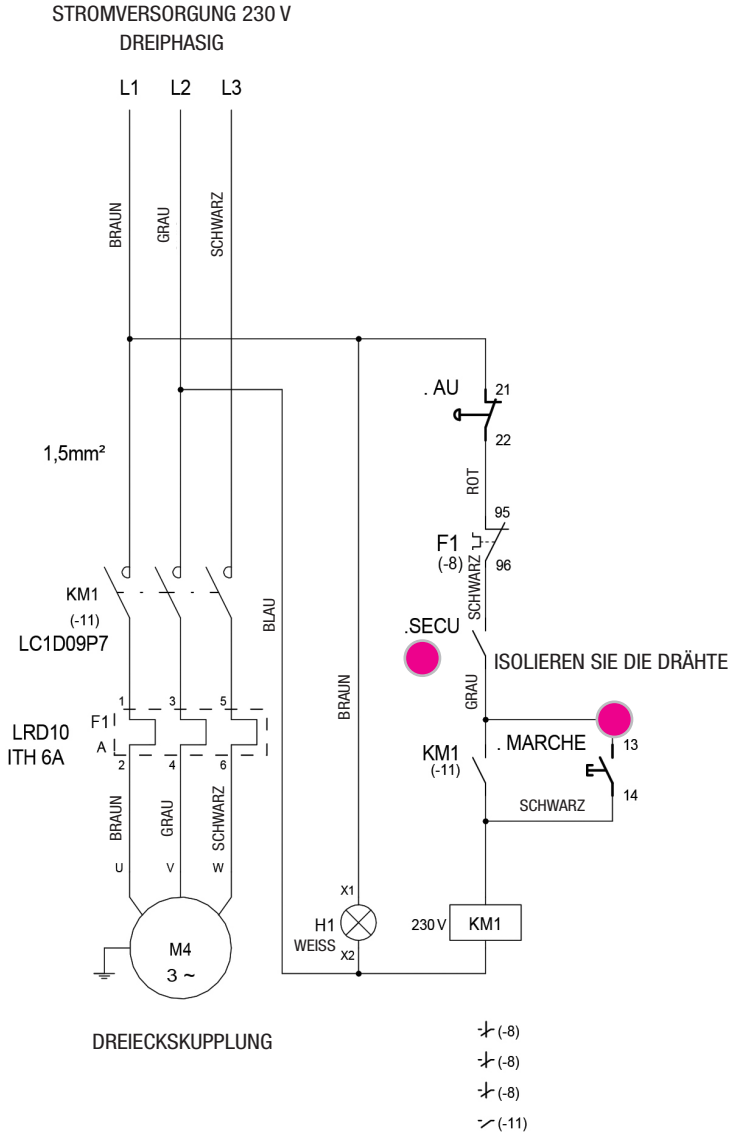 STROMVERSORGUNG 230 V
DREIPHASIG
L1 L2 L3
BRAUN
GRAU
SCHWARZ
. AU
21
22
1,5mm²
ROT
95
F1
(-8)
96
SCHWARZ
KM1
(-11)
LC1D09P7
BLAU
BRAUN
.SECU
ISOLIEREN SIE DIE DRÄHTE
GRAU
1 3 5
F1
A
LRD10
ITH 6A
2 4 6
KM1
(-11)
. MARCHE
13
14
SCHWARZ
BRAUN
GRAU
SCHWARZ
U V W
X1
H1
WEISS
X2
230 V
KM1
M4
3 ~
DREIECKSKUPPLUNG
(-8)
(-8)
(-8)
(-11)